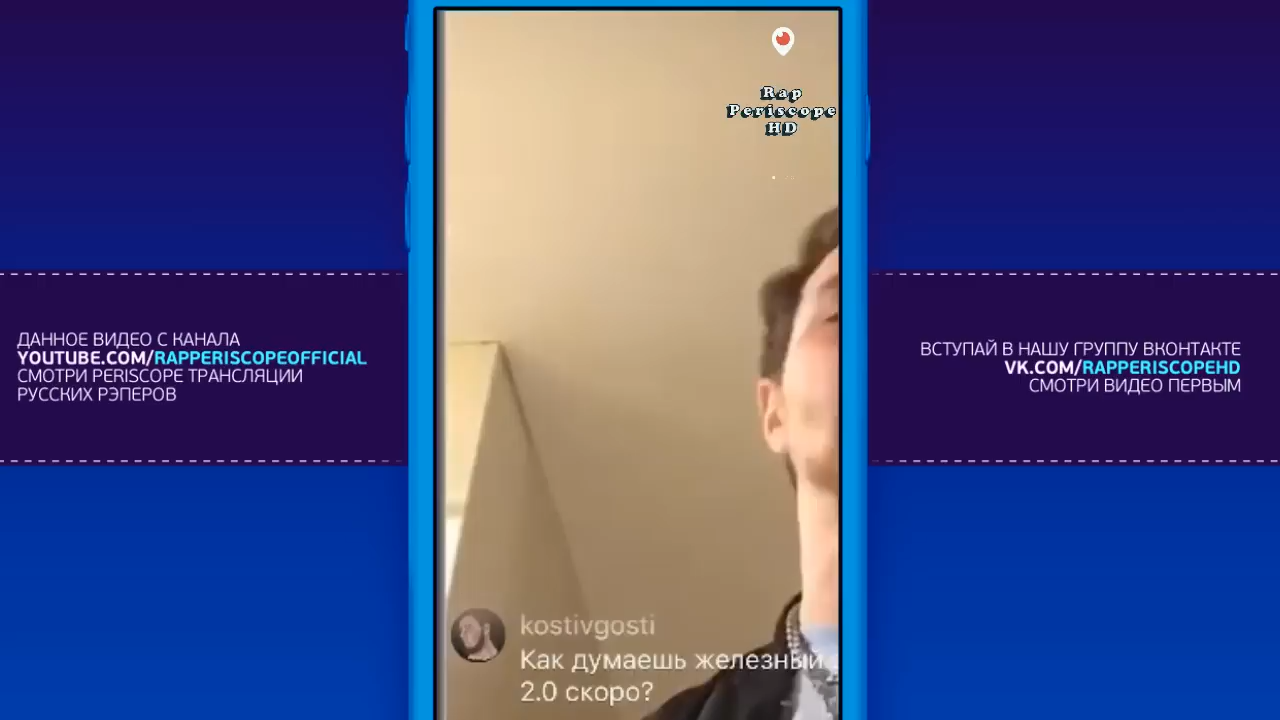 Rap
Periscope
HD
ДАННОЕ ВИДЕО С КАНАЛА
YOUTUBE.COM/RAPPERISCOPEOFFICIAL
СМОТРИ PERISCOPE ТРАНСЛЯЦИИ
РУССКИХ РЭПЕРОВ
ВСТУПАЙ В НАШУ ГРУППУ ВКОНТАКТЕ
VK.COM/RAPPERISCOPEHD
СМОТРИ ВИДЕО ПЕРВЫМ
kostivgosti
Как думаешь железный
2.0 скоро?